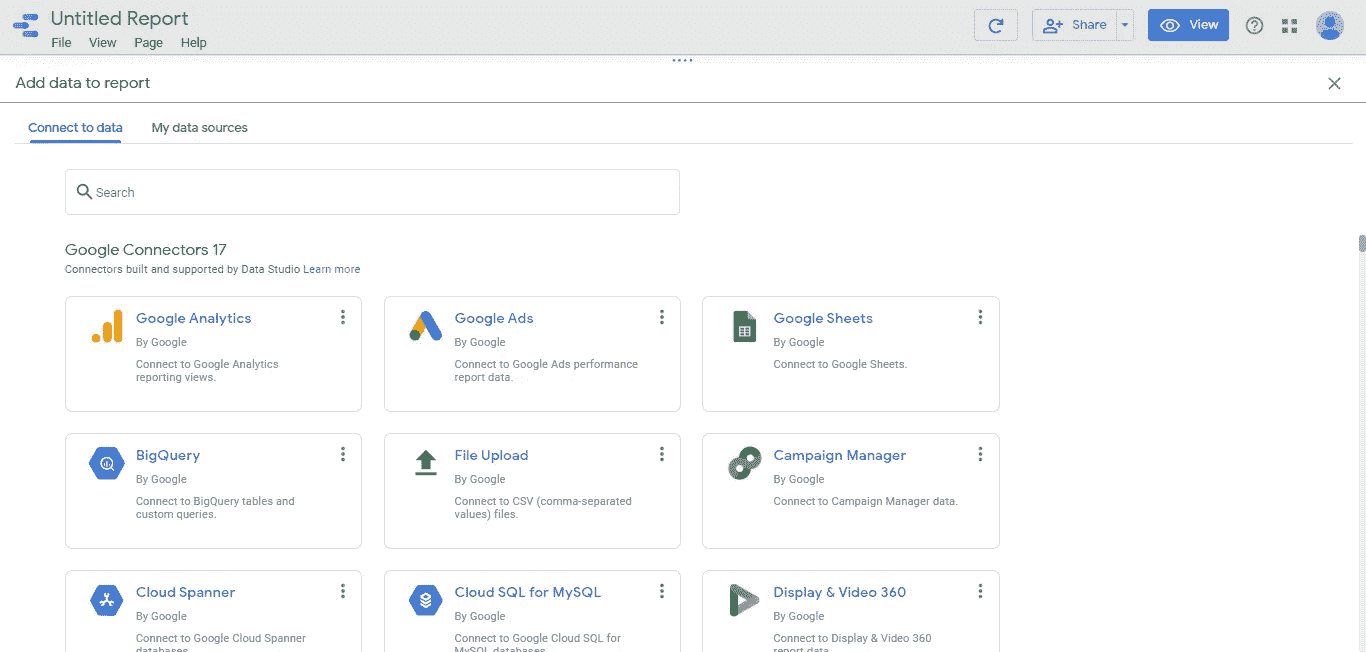 Untitled Report
File View Page Help
Share
View
Add data to report
Connect to data My data sources
Search
Google Connectors 17
Connectors built and supported by Data Studio Learn more
Google Analytics
By Google
Connect to Google Analytics
reporting views.
Google Ads
By Google
Connect to Google Ads performance
report data.
Google Sheets
By Google
Connect to Google Sheets.
BigQuery
By Google
Connect to BigQuery tables and
custom queries.
File Upload
By Google
Connect to CSV (comma-separated
values) files.
Campaign Manager
By Google
Connect to Campaign Manager data.
Cloud Spanner
By Google
Connect to Google Cloud Spanner
databases.
Cloud SQL for MySQL
By Google
Connect to Google Cloud SQL for
MySQL databases.
Display & Video 360
By Google
Connect to Display & Video 360
report data.